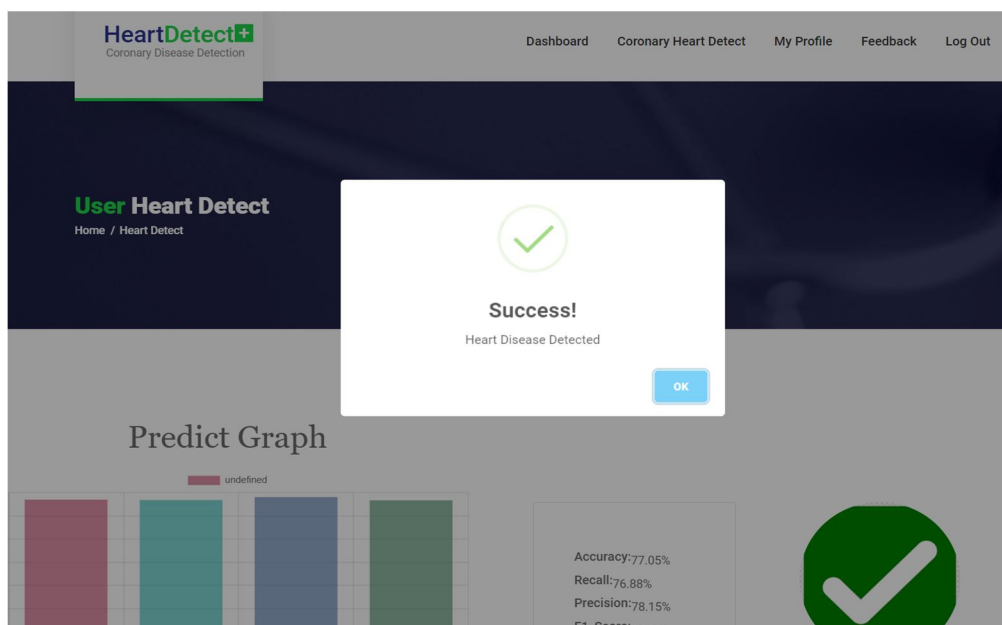 HeartDetect
Coronary Disease Detection
Dashboard Coronary Heart Detect My Profile Feedback Log Out
User Heart Detect
Home / Heart Detect
Success!
Heart Disease Detected
OK
Predict Graph
undefined
Accuracy:77.05%
Recall:76.88%
Precision:78.15%